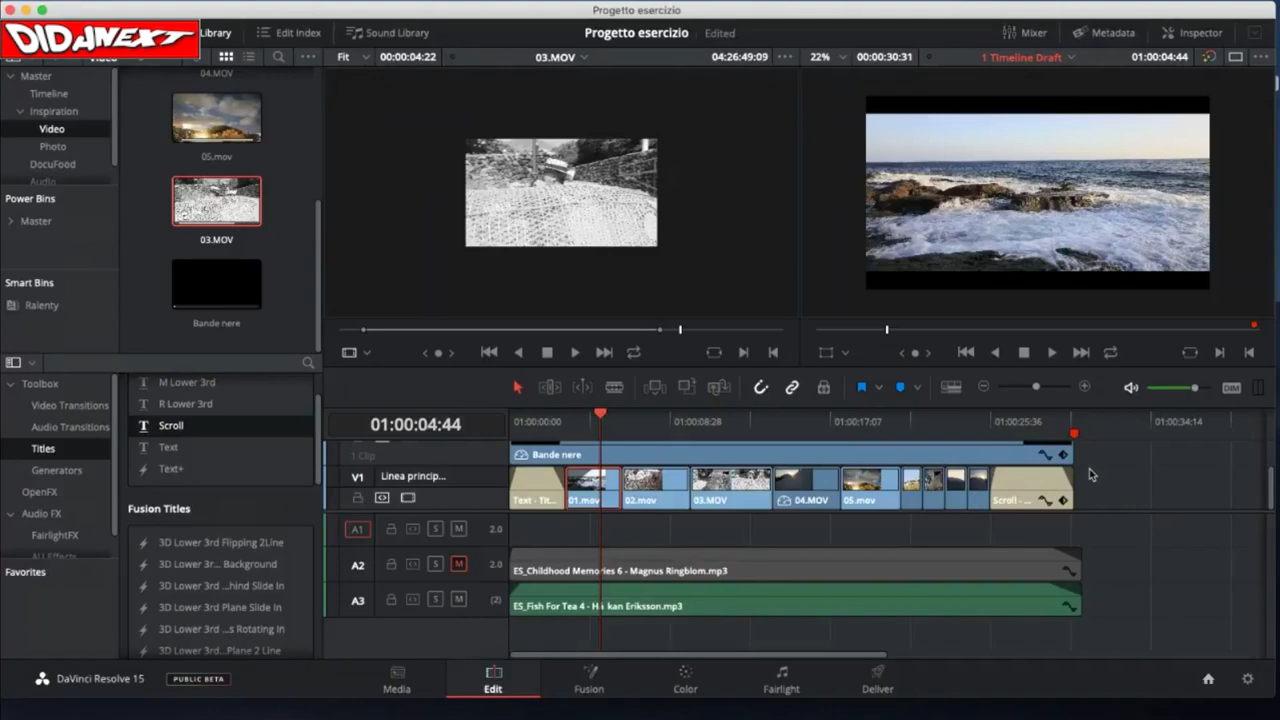 Progetto esercizio
DIDANEXT
Library
Edit Index
Sound Library
Progetto esercizio
Edited
Mixer
Metadata
Inspector
Fit
00:00:04:22
03.MOV
04:26:49:09
22%
00:00:30:31
1 Timeline Draft
01:00:04:44
Master
Timeline
Inspiration
Video
Photo
DocuFood
Audio
Power Bins
Master
Smart Bins
Ralenty
04.MOV
05.mov
03.MOV
Bande nere
Toolbox
Video Transitions
Audio Transitions
Titles
Generators
OpenFX
Audio FX
FairlightFX
Favorites
M Lower 3rd
R Lower 3rd
Scroll
Text
Text+
Fusion Titles
3D Lower 3rd Flipping 2Line
3D Lower 3r... Background
3D Lower 3rd ...hind Slide In
3D Lower 3rd Plane Slide In
3D Lower 3rd ...s Rotating In
3D Lower 3rd...Plane 2 Line
DIM
01:00:04:44
01:00:00:00
01:00:08:28
01:00:17:07
01:00:25:36
01:00:34:14
1 Clip
Bande nere
V1
Linea princip...
Text - Tit...
01.mov
02.mov
03.MOV
04.MOV
05.mov
Scroll - ...
A1
S
M
2.0
A2
S
M
2.0
ES_Childhood Memories 6 - Magnus Ringblom.mp3
A3
S
M
(2)
ES_Fish For Tea 4 - Håkan Eriksson.mp3
DaVinci Resolve 15
PUBLIC BETA
Media
Edit
Fusion
Color
Fairlight
Deliver